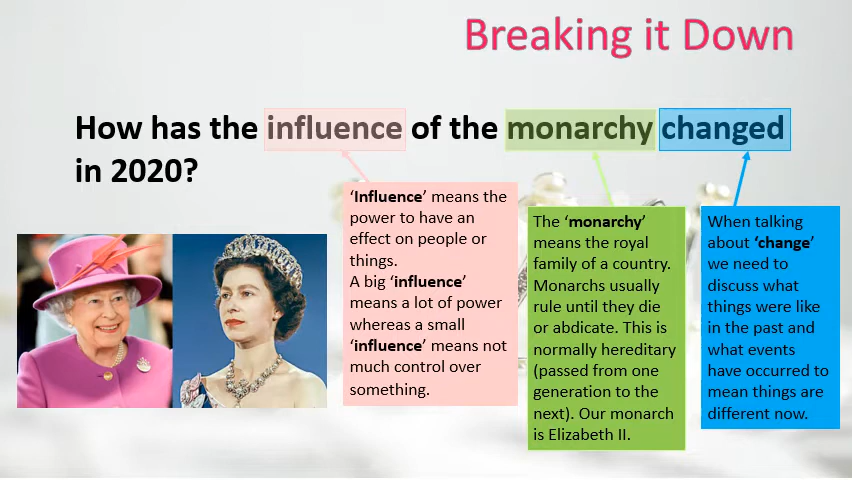 Breaking it Down
How has the influence of the monarchy changed
in 2020?
‘Influence’ means the
power to have an
effect on people or
things.
A big ‘influence’
means a lot of power
whereas a small
‘influence’ means not
much control over
something.
The ‘monarchy’
means the royal
family of a country.
Monarchs usually
rule until they die
or abdicate. This is
normally hereditary
(passed from one
generation to the
next). Our monarch
is Elizabeth II.
When talking
about ‘change’
we need to
discuss what
things were like
in the past and
what events
have occurred to
mean things are
different now.